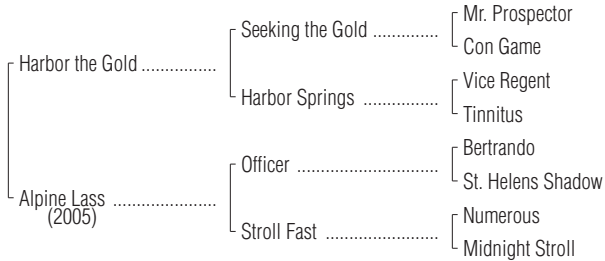 Mr. Prospector
Seeking the Gold ..............
Con Game
Harbor the Gold ................
Vice Regent
Harbor Springs ................
Tinnitus
Bertrando
Officer ..............................
St. Helens Shadow
Alpine Lass ......................
(2005)
Numerous
Stroll Fast ........................
Midnight Stroll